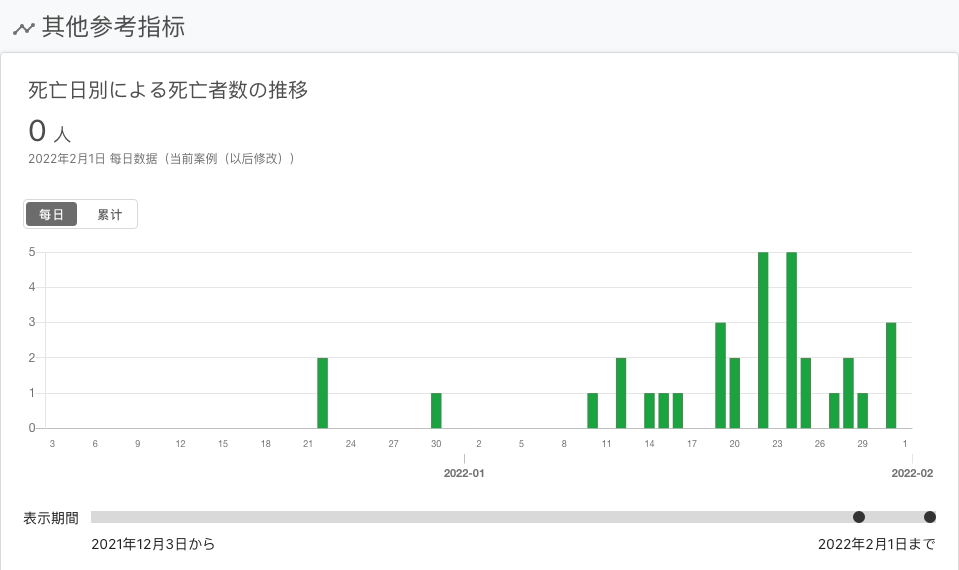 其他参考指标
死亡日別による死亡者数の推移
0 人
2022年2月1日 每日数据（当前案例（以后修改））
每日 累计
5
4
3
2
1
0
3 6 9 12 15 18 21 24 27 30 2 5 8 11 14 17 20 23 26 29 1
2022-01 2022-02
表示期間
2021年12月3日から 2022年2月1日まで